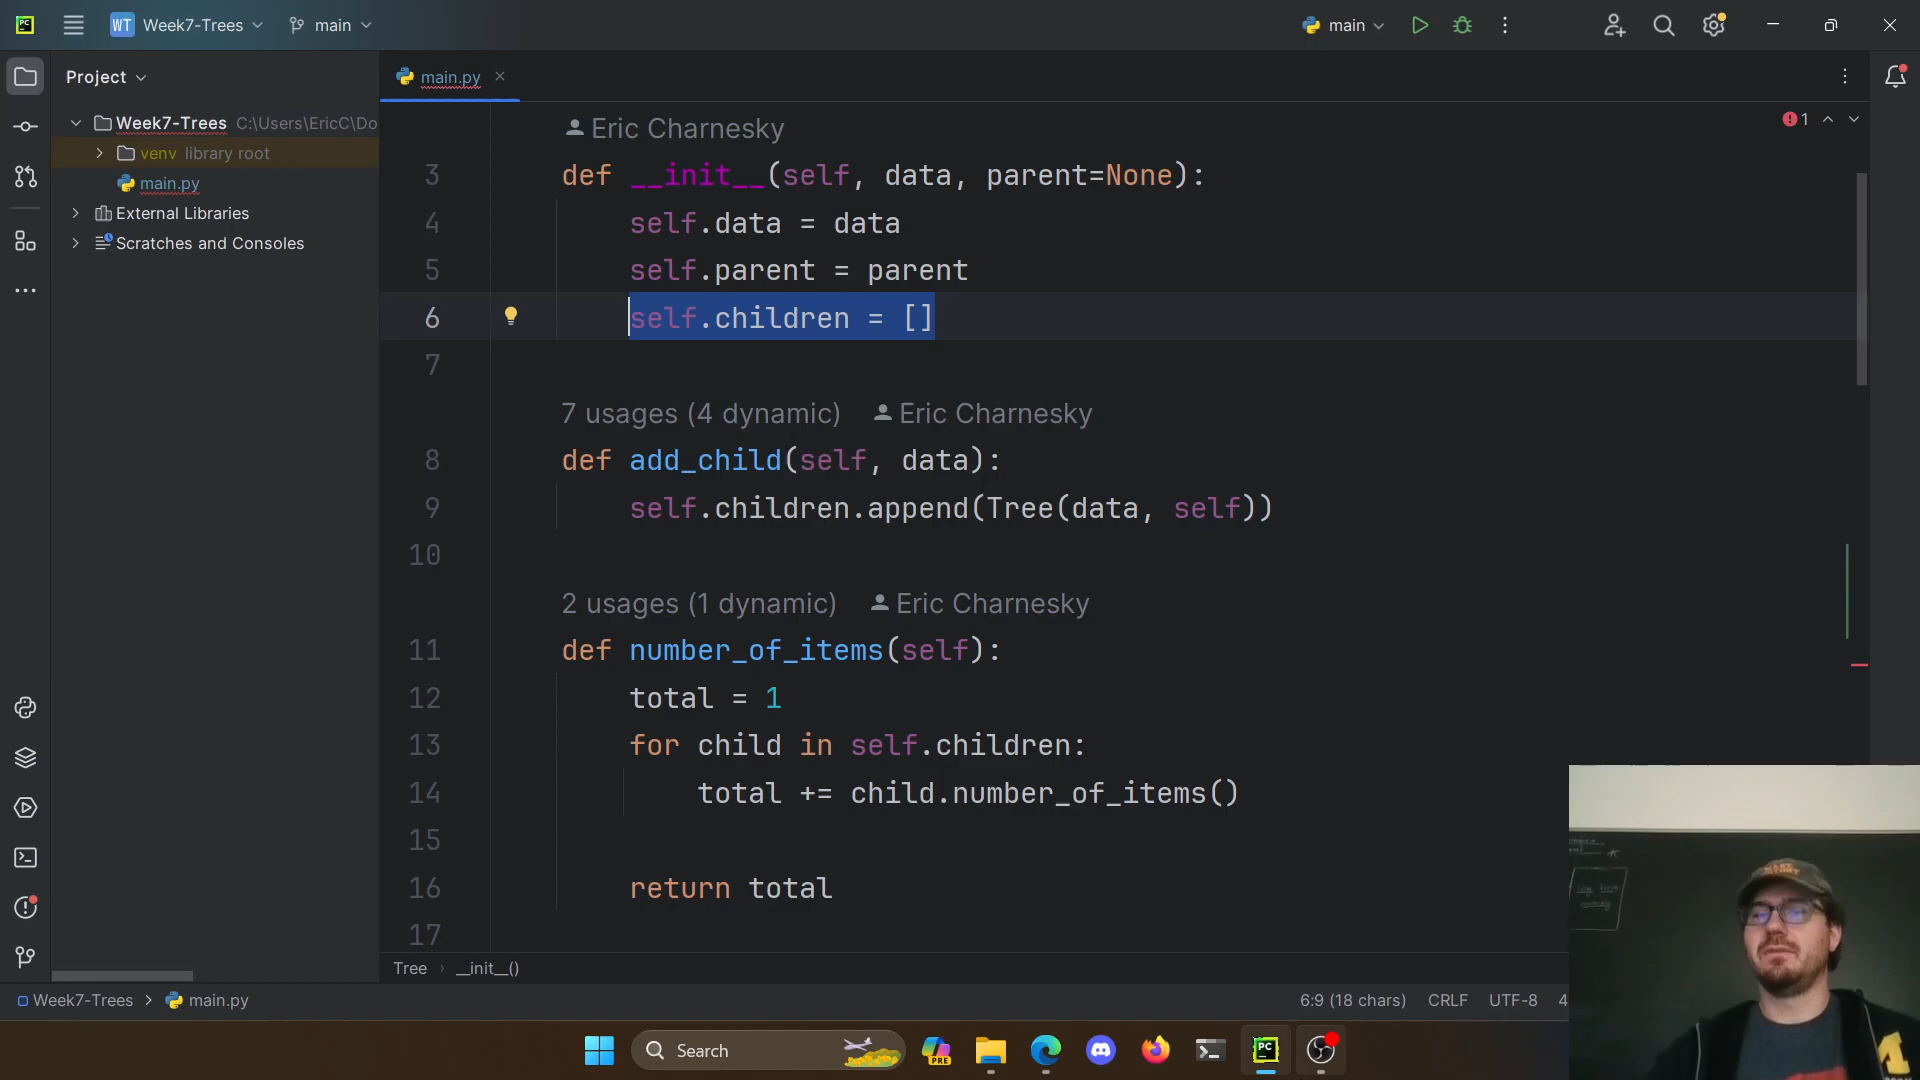 PC
WT Week7-Trees
main
main
Project
main.py
Week7-Trees C:\Users\EricC\Do
venv library root
main.py
External Libraries
Scratches and Consoles
1
Eric Charnesky
3 def __init__(self, data, parent=None):
4 self.data = data
5 self.parent = parent
6 self.children = []
7
7 usages (4 dynamic) Eric Charnesky
8 def add_child(self, data):
9 self.children.append(Tree(data, self))
10
2 usages (1 dynamic) Eric Charnesky
11 def number_of_items(self):
12 total = 1
13 for child in self.children:
14 total += child.number_of_items()
15
16 return total
17
Tree › __init__()
Week7-Trees > main.py
6:9 (18 chars) CRLF UTF-8 4
Search
PRE
PC